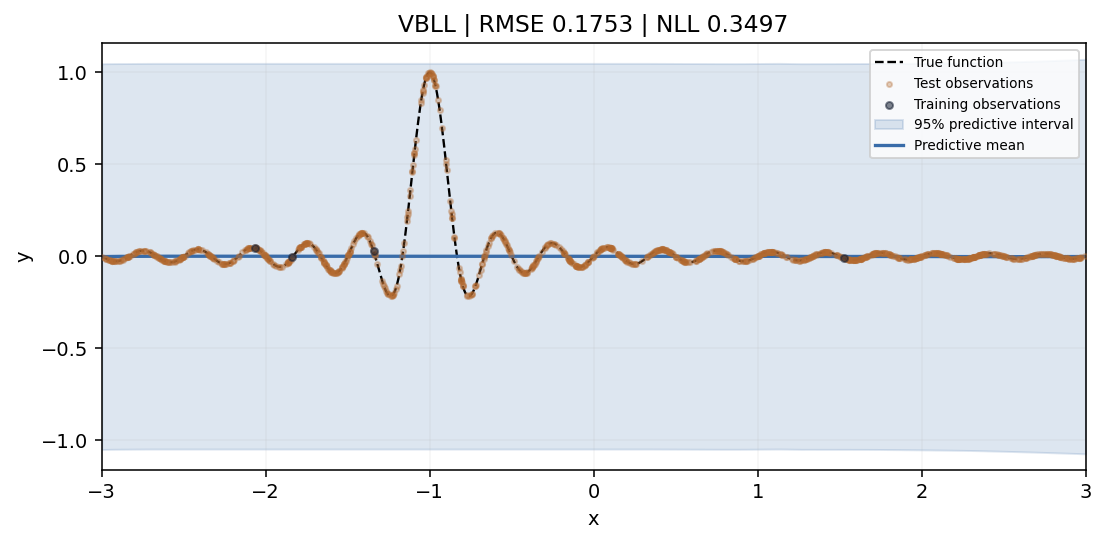 VBLL | RMSE 0.1753 | NLL 0.3497
True function
Test observations
Training observations
95% predictive interval
Predictive mean
y
1.0
0.5
0.0
−0.5
−1.0
−3
−2
−1
0
1
2
3
x